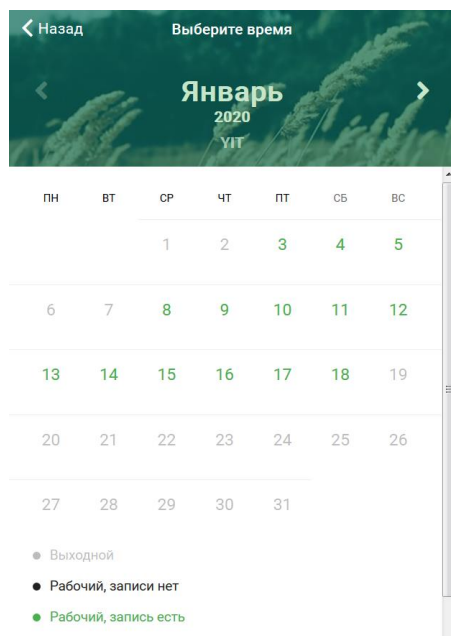 Назад Выберите время
Январь
2020
YIT
ПН ВТ СР ЧТ ПТ СБ ВС
1 2 3 4 5
6 7 8 9 10 11 12
13 14 15 16 17 18 19
20 21 22 23 24 25 26
27 28 29 30 31
Выходной
Рабочий, записи нет
Рабочий, запись есть